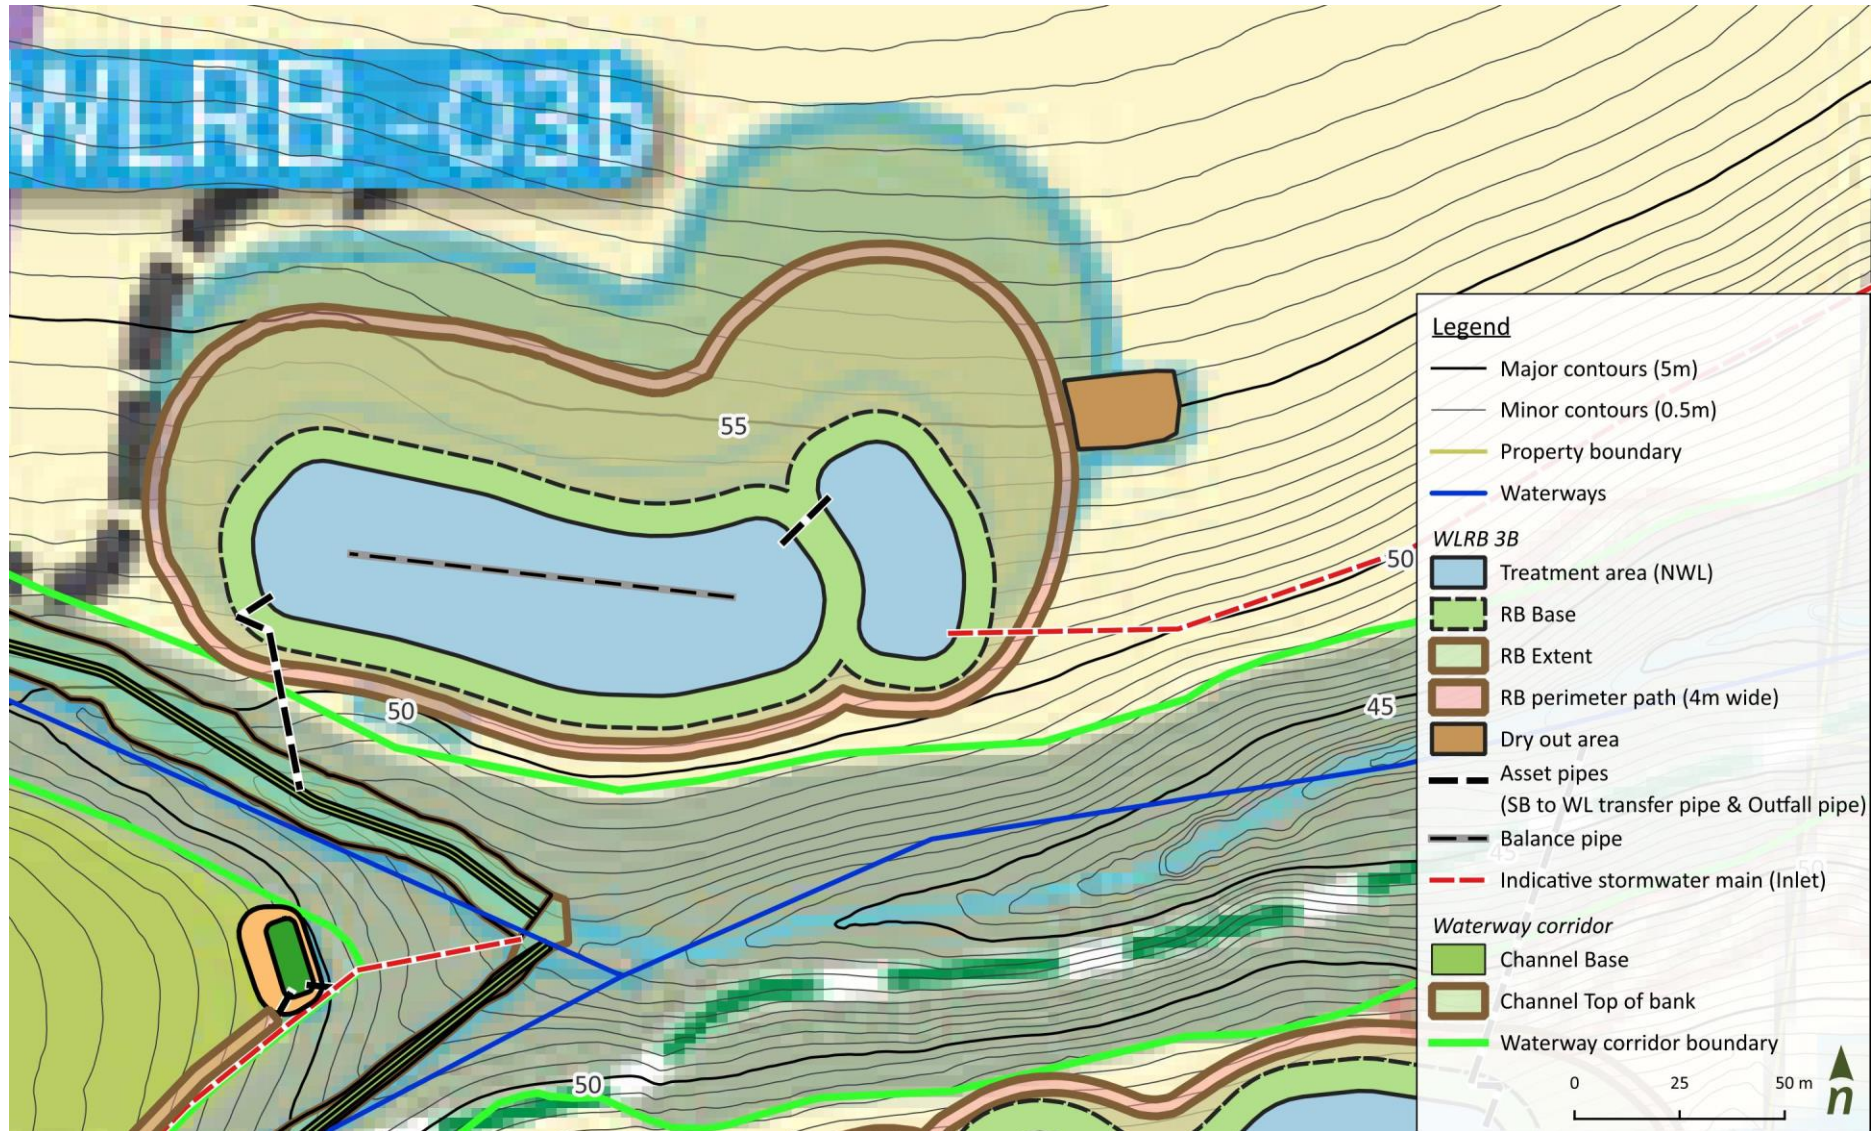 WLRB-03b
55
50
50
45
50
Legend
Major contours (5m)
Minor contours (0.5m)
Property boundary
Waterways
WLRB 3B
Treatment area (NWL)
RB Base
RB Extent
RB perimeter path (4m wide)
Dry out area
Asset pipes
(SB to WL transfer pipe & Outfall pipe)
Balance pipe
Indicative stormwater main (Inlet)
Waterway corridor
Channel Base
Channel Top of bank
Waterway corridor boundary
0 25 50 m
n